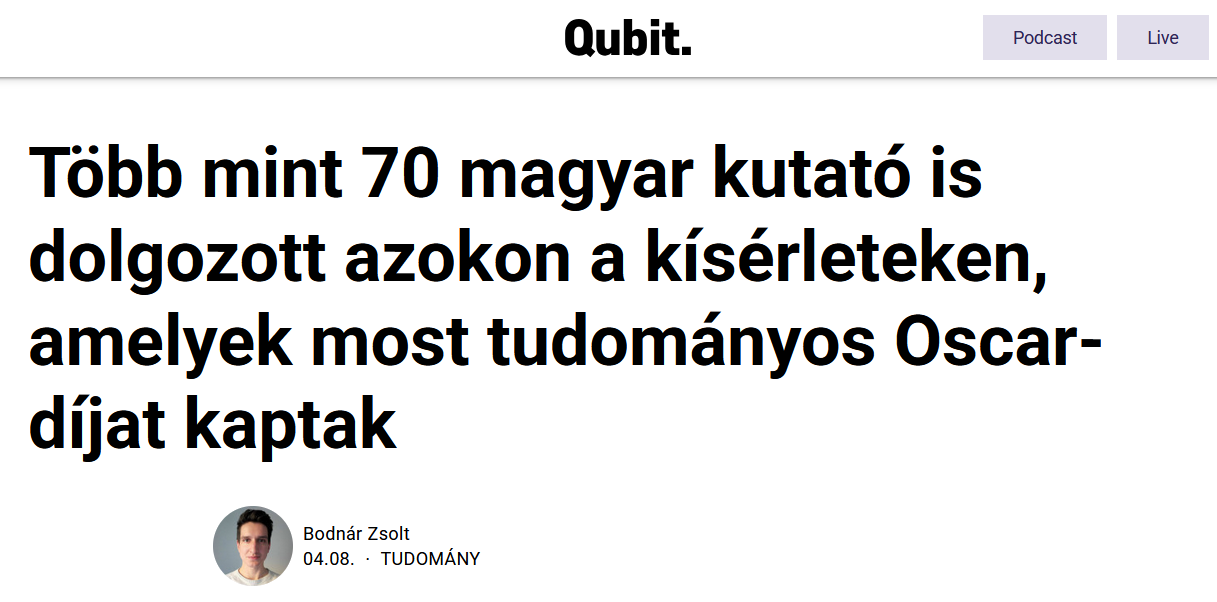 Qubit.
Podcast
Live
Több mint 70 magyar kutató is
dolgozott azokon a kísérleteken,
amelyek most tudományos Oscar-
díjat kaptak
Bodnár Zsolt
04.08. · TUDOMÁNY